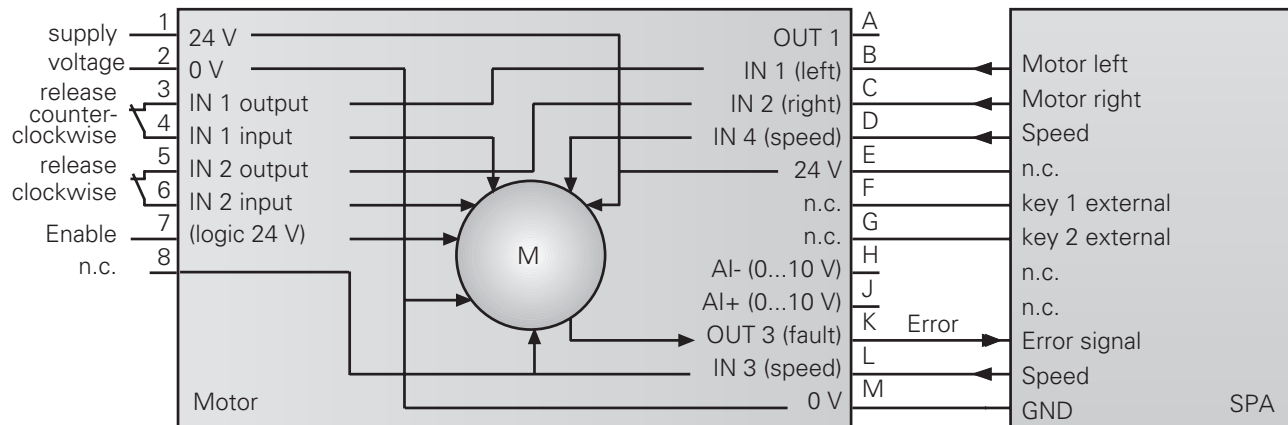 supply
voltage
release
counter-
clockwise
release
clockwise
Enable
n.c.
1
2
3
4
5
6
7
8
24 V
0 V
IN 1 output
IN 1 input
IN 2 output
IN 2 input
(logic 24 V)
Motor
M
OUT 1
IN 1 (left)
IN 2 (right)
IN 4 (speed)
24 V
n.c.
n.c.
AI- (0...10 V)
AI+ (0...10 V)
OUT 3 (fault)
IN 3 (speed)
0 V
A
B
C
D
E
F
G
H
J
K
L
M
Error
Motor left
Motor right
Speed
n.c.
key 1 external
key 2 external
n.c.
n.c.
Error signal
Speed
GND
SPA